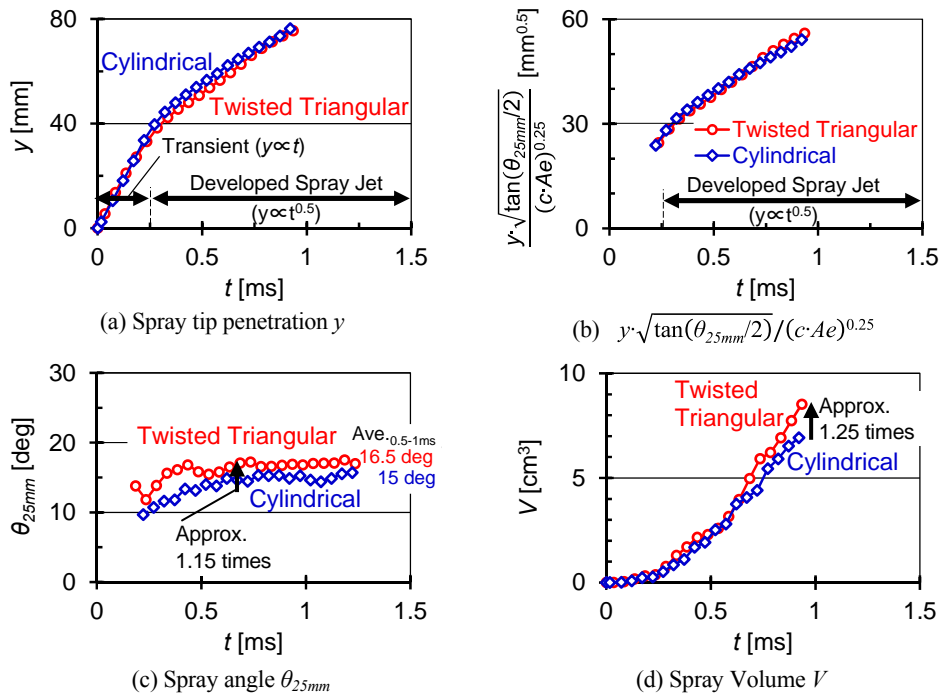 80
60
40
20
0
y [mm]
Cylindrical
Twisted Triangular
Transient (y∝t)
Developed Spray Jet
(y∝t^0.5)
0 0.5 1 1.5
t [ms]
(a) Spray tip penetration y
60
30
0
y·√tan(θ25mm/2)
(c·Ae)^0.25
[mm^0.5]
Twisted Triangular
Cylindrical
Developed Spray Jet
(y∝t^0.5)
0 0.5 1 1.5
t [ms]
(b) y·√tan(θ25mm/2)/(c·Ae)^0.25
30
20
10
0
θ25mm [deg]
Twisted Triangular
Ave.0.5-1ms
16.5 deg
15 deg
Cylindrical
Approx.
1.15 times
0 0.5 1 1.5
t [ms]
(c) Spray angle θ25mm
10
5
0
V [cm³]
Twisted
Triangular
Approx.
1.25 times
Cylindrical
0 0.5 1 1.5
t [ms]
(d) Spray Volume V